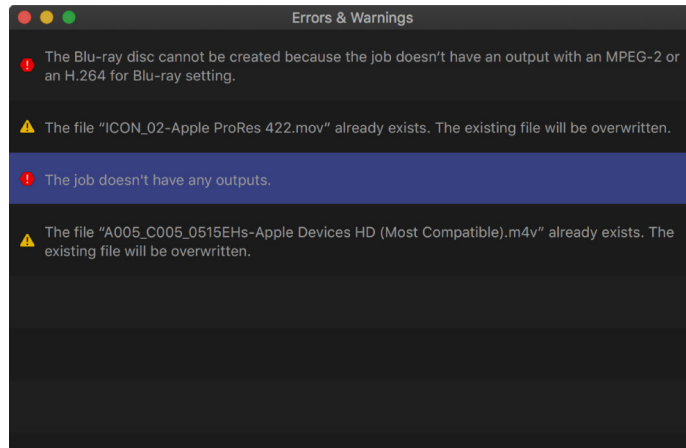 Errors & Warnings
The Blu-ray disc cannot be created because the job doesn’t have an output with an MPEG-2 or
an H.264 for Blu-ray setting.
The file “ICON_02-Apple ProRes 422.mov” already exists. The existing file will be overwritten.
The job doesn't have any outputs.
The file “A005_C005_0515EHs-Apple Devices HD (Most Compatible).m4v” already exists. The
existing file will be overwritten.